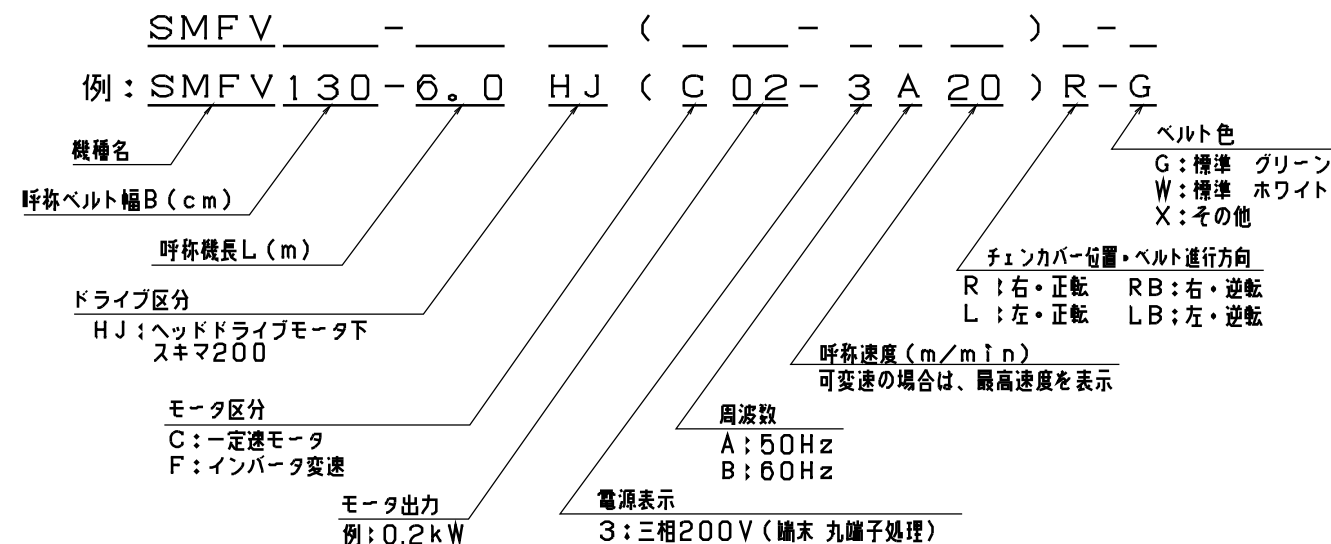 SMFV - ( - ) -
例:SMFV130-6.0 HJ (C02-3A20)R-G
機種名
呼称ベルト幅B(cm)
呼称機長L(m)
ドライブ区分
HJ:ヘッドドライブモータ下
スキマ200
モータ区分
C:一定速モータ
F:インバータ変速
モータ出力
例:0.2kW
電源表示
3:三相200V(端末 丸端子処理)
周波数
A:50Hz
B:60Hz
呼称速度(m/min)
可変速の場合は、最高速度を表示
チェンカバー位置・ベルト進行方向
R :右・正転 RB:右・逆転
L :左・正転 LB:左・逆転
ベルト色
G:標準 グリーン
W:標準 ホワイト
X:その他